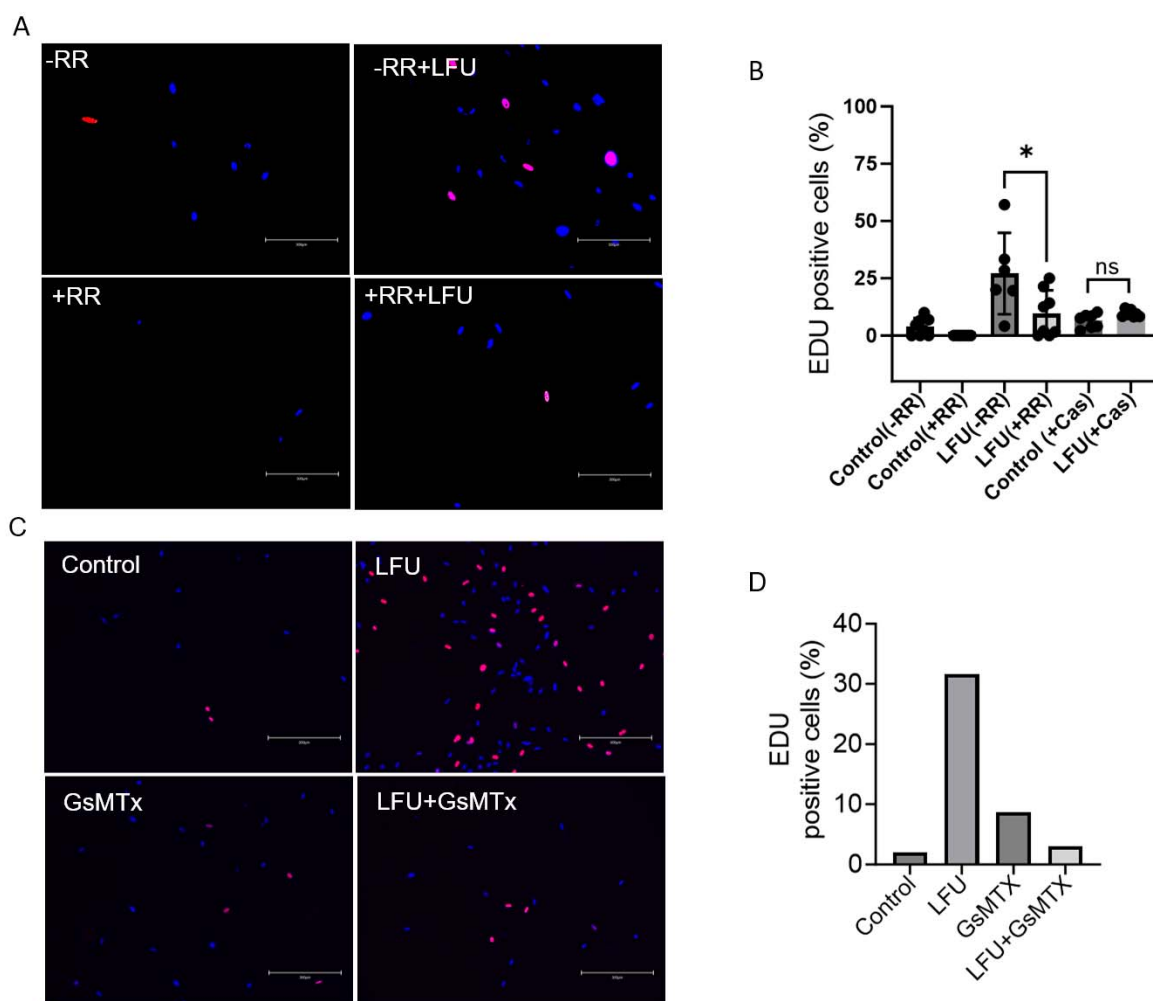 A
-RR
-RR+LFU
+RR
+RR+LFU
B
EDU positive cells (%)
100
75
50
25
0
*
ns
Control(-RR)
Control(+RR)
LFU(-RR)
LFU(+RR)
Control (+Cas)
LFU(+Cas)
C
Control
LFU
GsMTx
LFU+GsMTx
D
EDU
positive cells (%)
40
30
20
10
0
Control
LFU
GsMTX
LFU+GsMTX